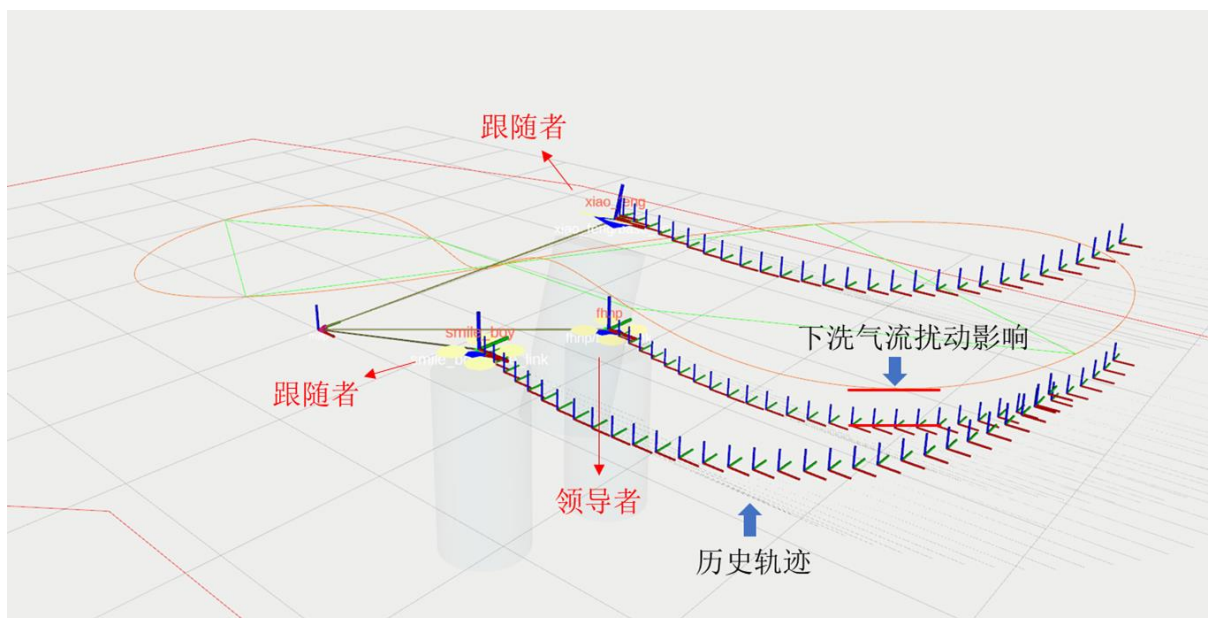 跟随者
xiao_feng
smile_boy
fhnp
下洗气流扰动影响
跟随者
领导者
历史轨迹